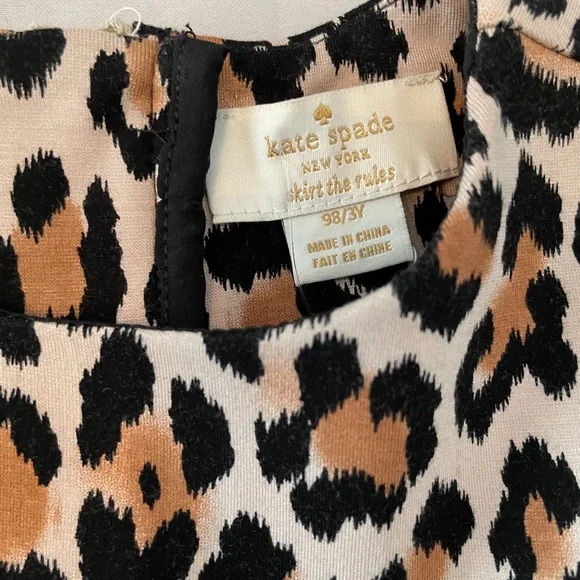 kate spade
NEW YORK
skirt the rules
98/3Y
MADE IN CHINA
FAIT EN CHINE